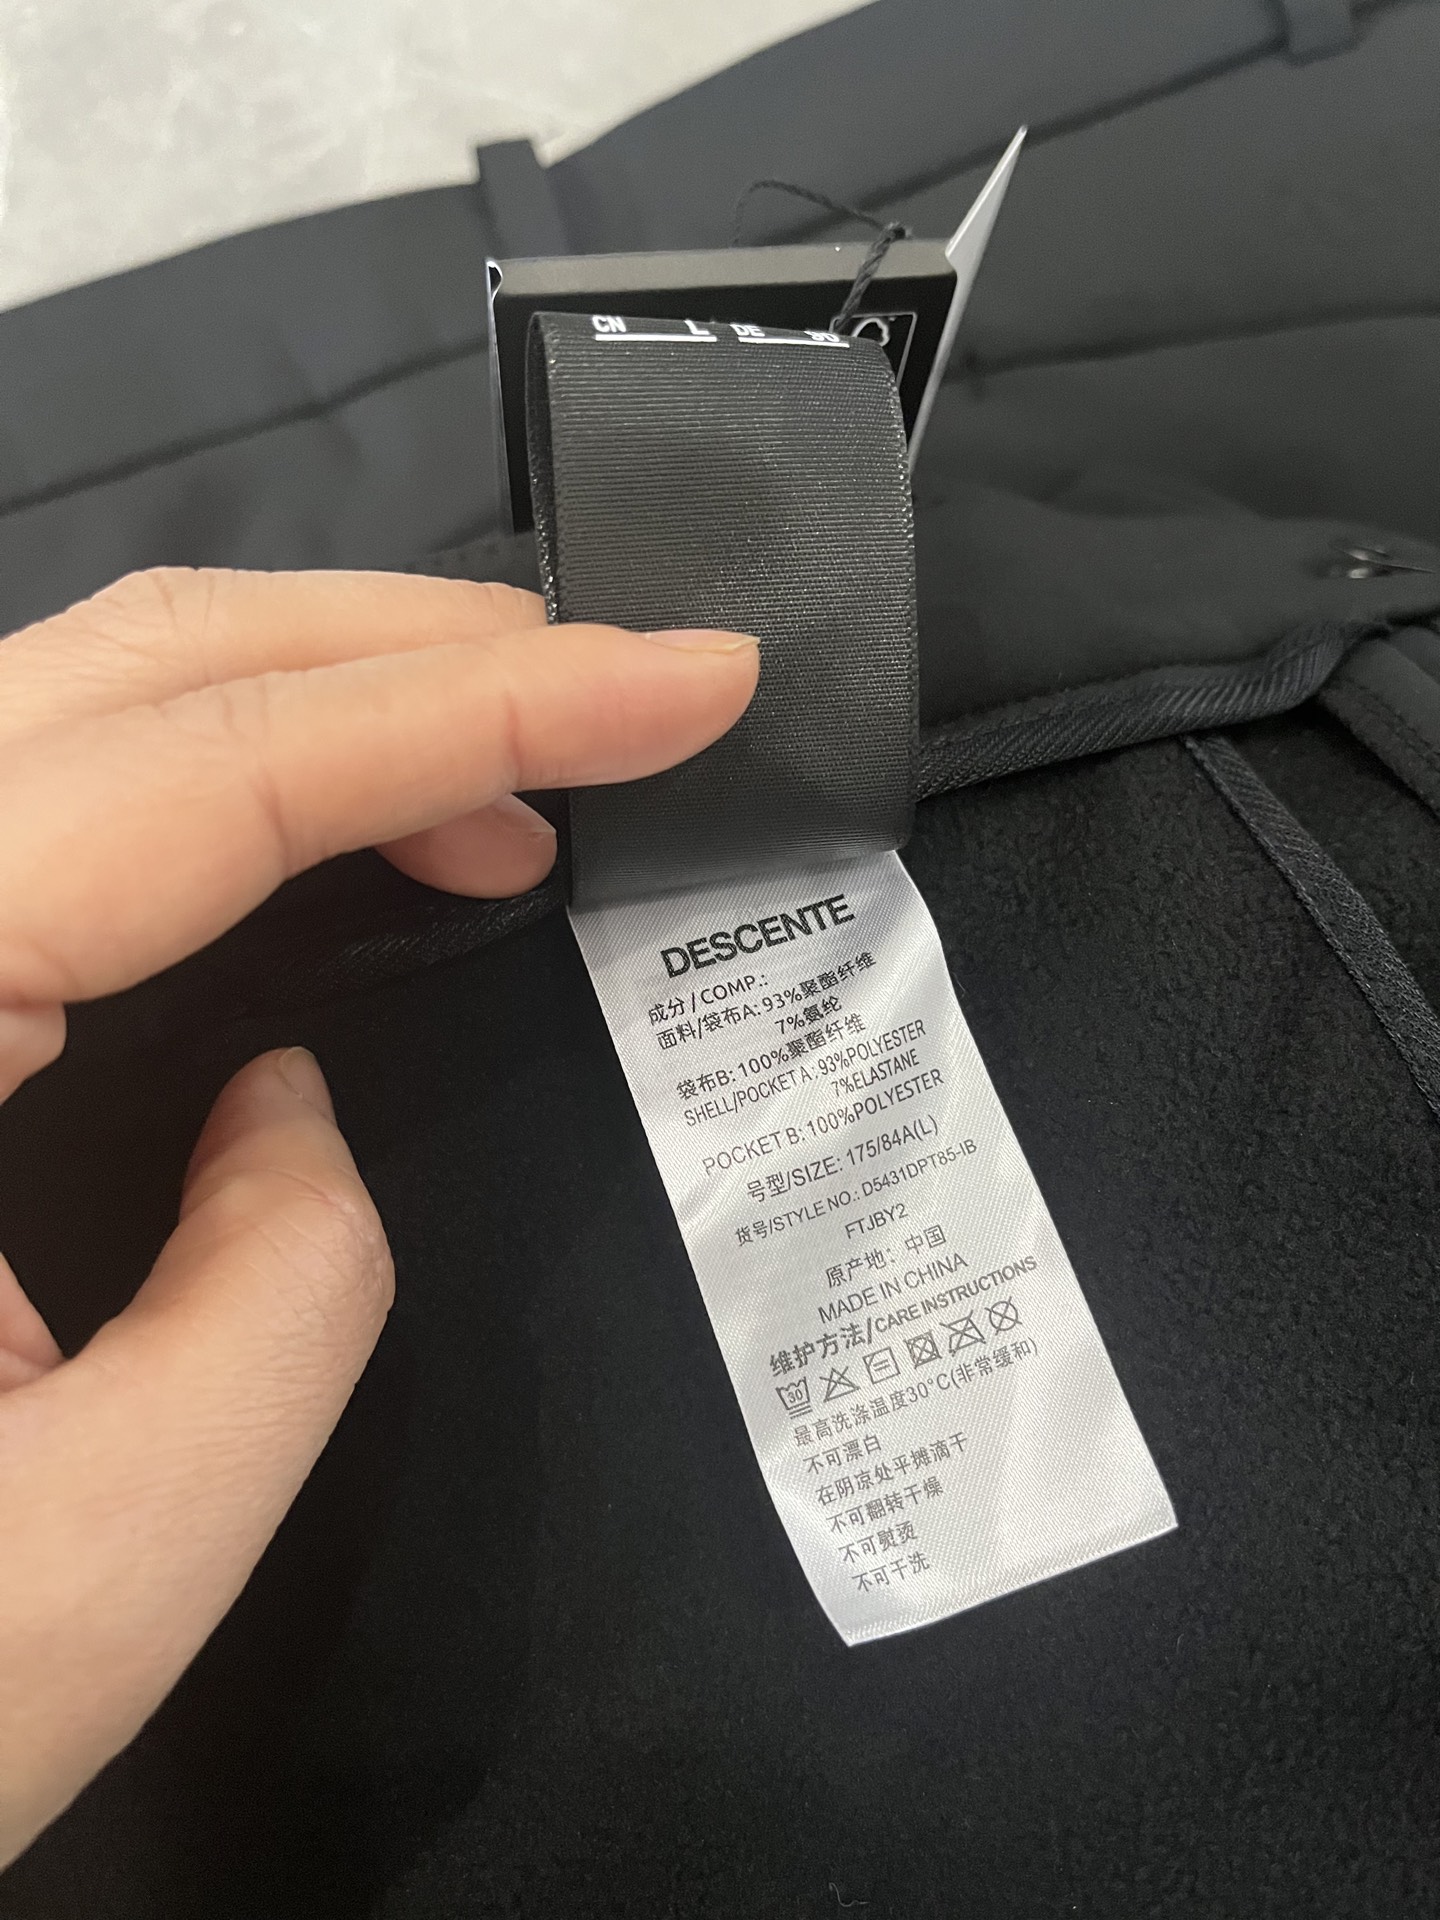 CN L DE
DESCENTE
成分/COMP.:
面料/袋布A: 93%聚酯纤维
7%氨纶
袋布B: 100%聚酯纤维
SHELL/POCKET A: 93%POLYESTER
7%ELASTANE
POCKET B: 100%POLYESTER
号型/SIZE: 175/84A(L)
货号/STYLE NO.: D5431DPT85-IB
FTJBY2
原产地：中国
MADE IN CHINA
维护方法/CARE INSTRUCTIONS
30
最高洗涤温度30°C(非常缓和)
不可漂白
在阴凉处平摊滴干
不可翻转干燥
不可熨烫
不可干洗